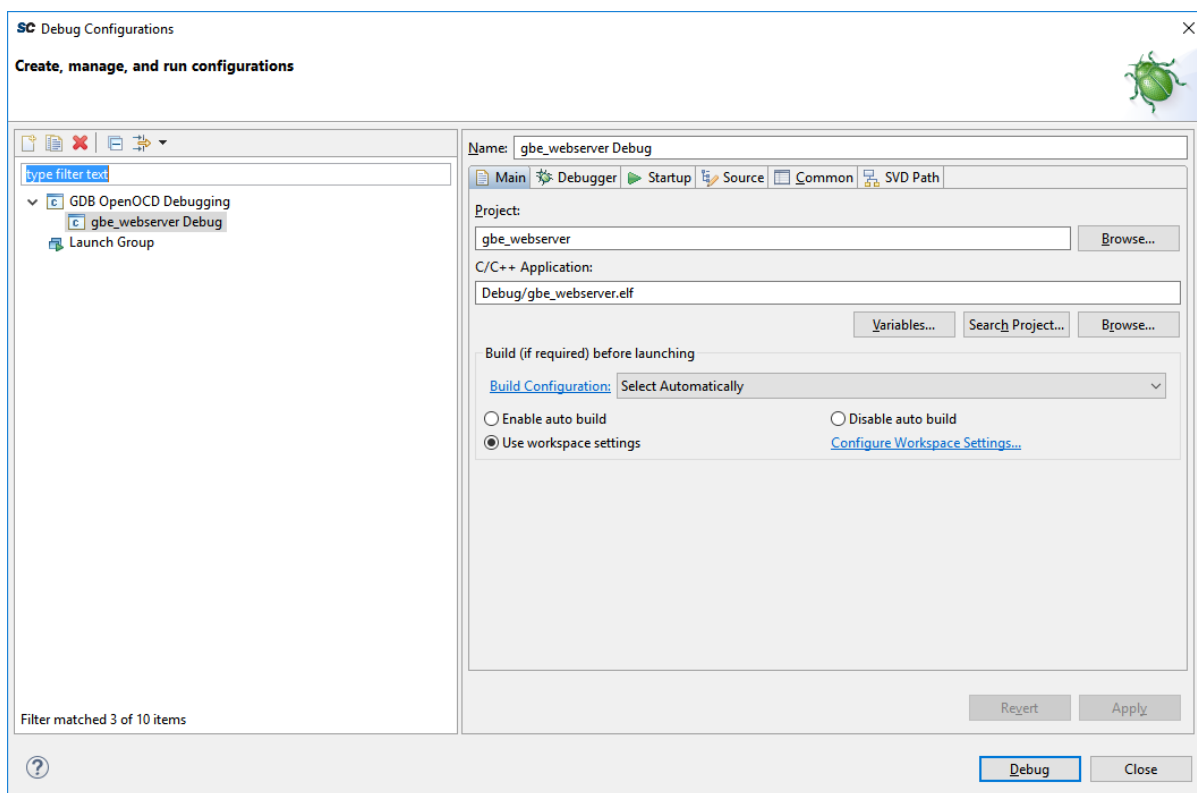 SC Debug Configurations
Create, manage, and run configurations
type filter text
GDB OpenOCD Debugging
gbe_webserver Debug
Launch Group
Filter matched 3 of 10 items
Name: gbe_webserver Debug
Main Debugger Startup Source Common SVD Path
Project:
gbe_webserver Browse...
C/C++ Application:
Debug/gbe_webserver.elf
Variables... Search Project... Browse...
Build (if required) before launching
Build Configuration: Select Automatically
Enable auto build Disable auto build
Use workspace settings Configure Workspace Settings...
Revert Apply
? Debug Close